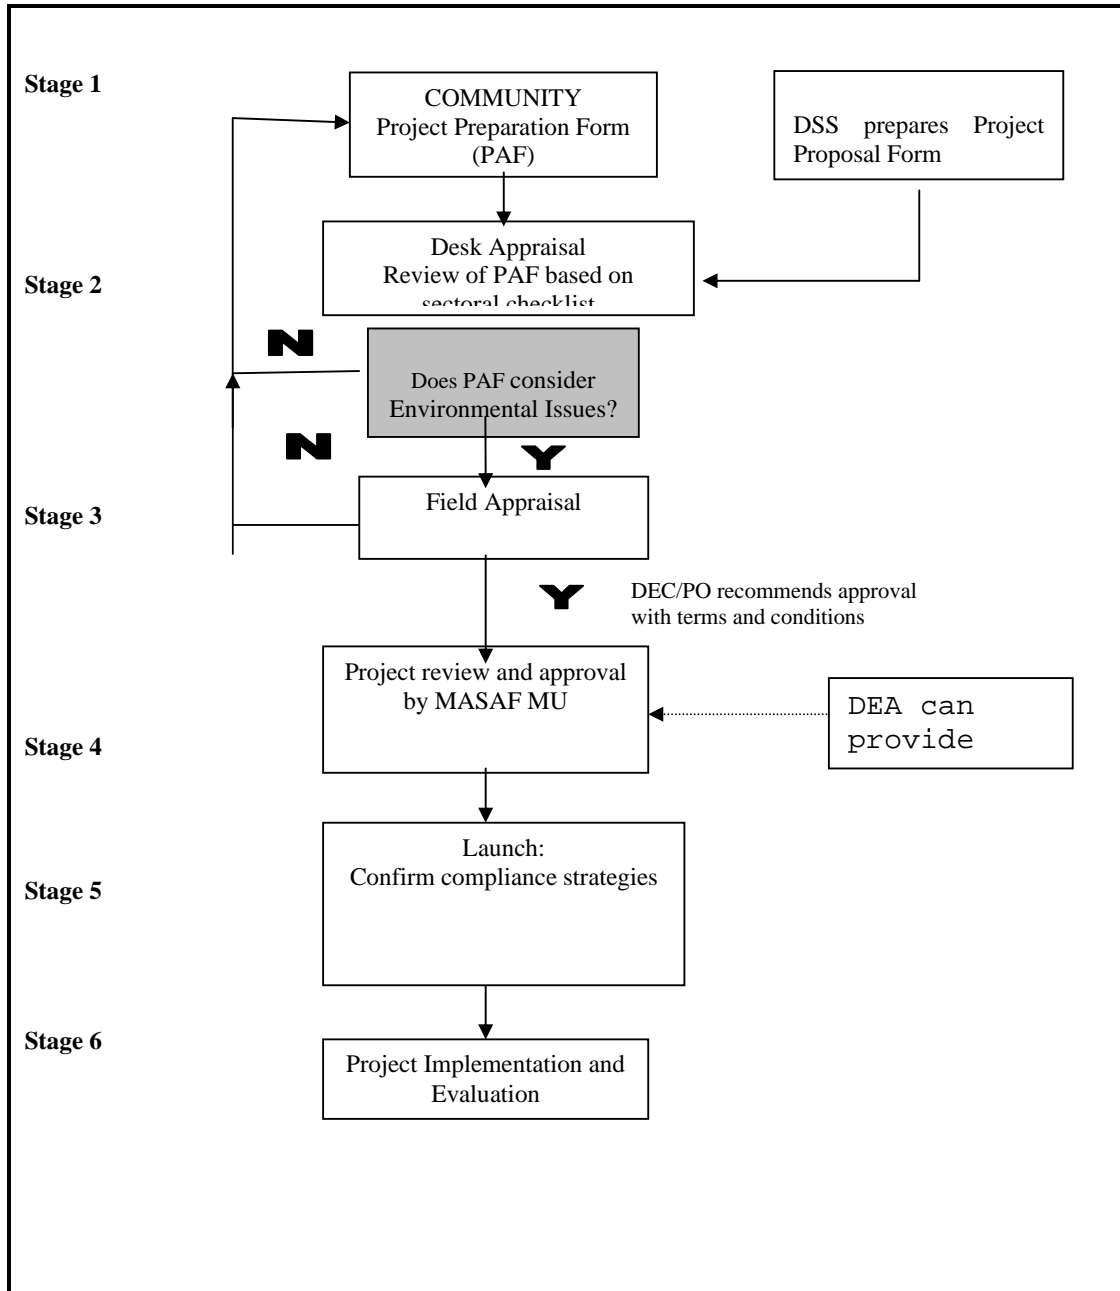 Stage 1
COMMUNITY
Project Preparation Form
(PAF)
DSS prepares Project
Proposal Form
Desk Appraisal
Review of PAF based on
sectoral checklist
Stage 2
N
Does PAF consider
Environmental Issues?
N
Y
Stage 3
Field Appraisal
Y
DEC/PO recommends approval
with terms and conditions
Project review and approval
by MASAF MU
DEA can
provide
Stage 4
Launch:
Confirm compliance strategies
Stage 5
Stage 6
Project Implementation and
Evaluation